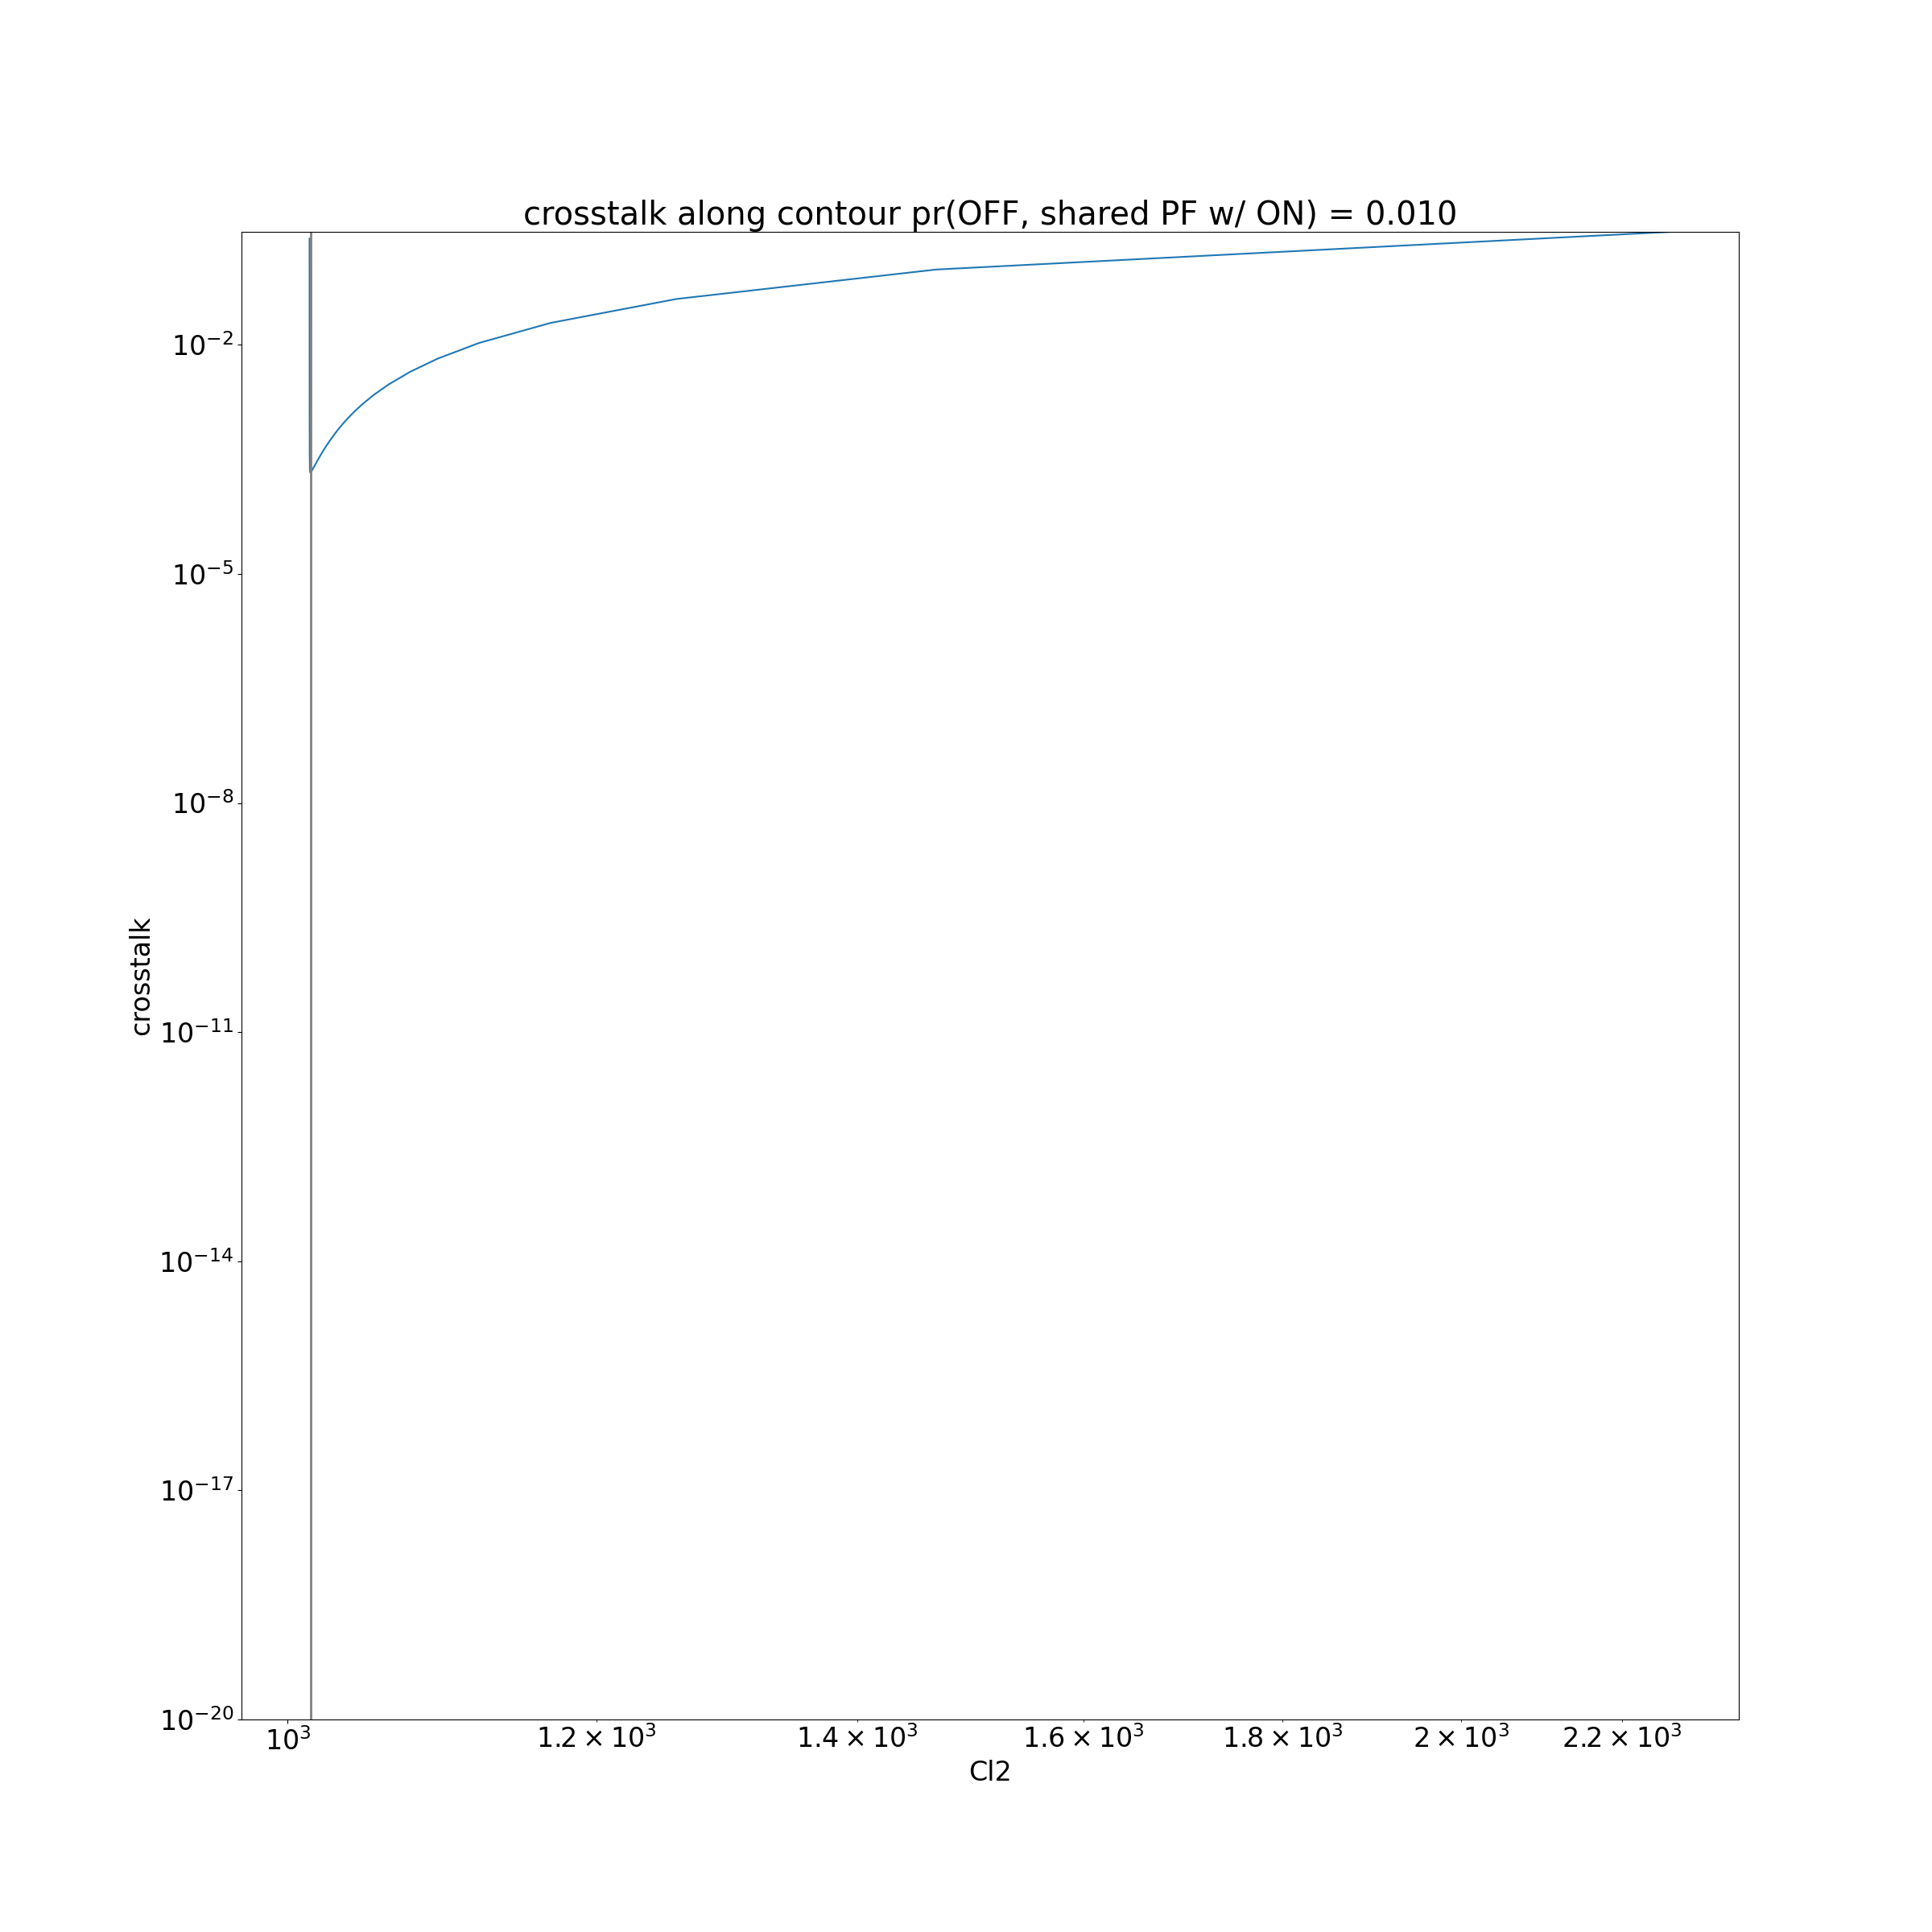 crosstalk along contour pr(OFF, shared PF w/ ON) = 0.010
10⁻²
10⁻⁵
10⁻⁸
10⁻¹¹
10⁻¹⁴
10⁻¹⁷
10⁻²⁰
crosstalk
10³ 1.2 × 10³ 1.4 × 10³ 1.6 × 10³ 1.8 × 10³ 2 × 10³ 2.2 × 10³
Cl2